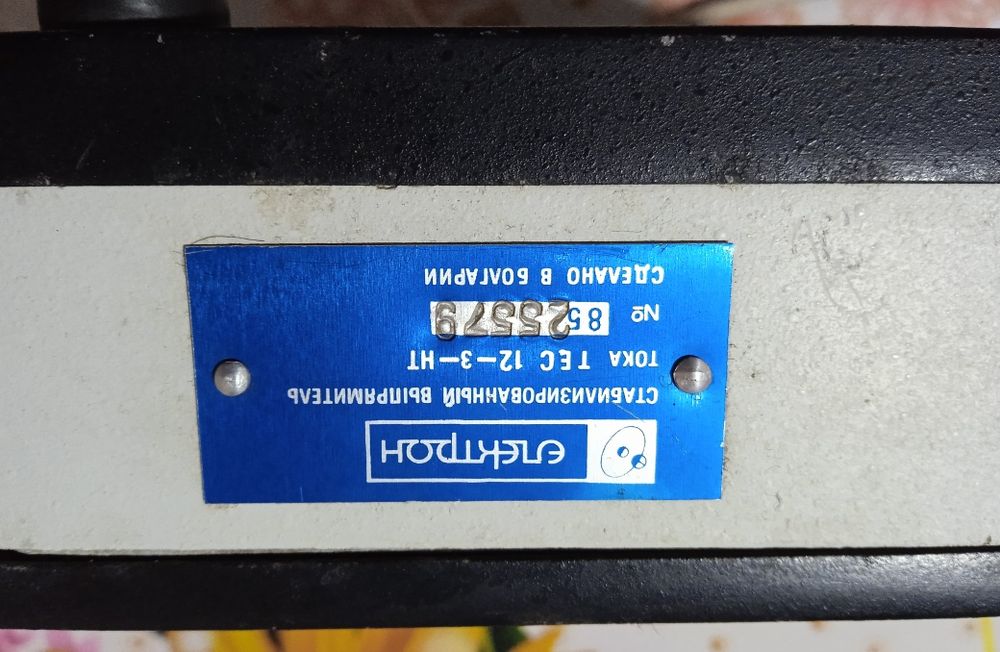 електрон
СТАБИЛИЗИРОВАННЫЙ ВЫПРЯМИТЕЛЬ
ТОКА ТЕС 12-3-НТ
№ 85 25579
СДЕЛАНО В БОЛГАРИИ